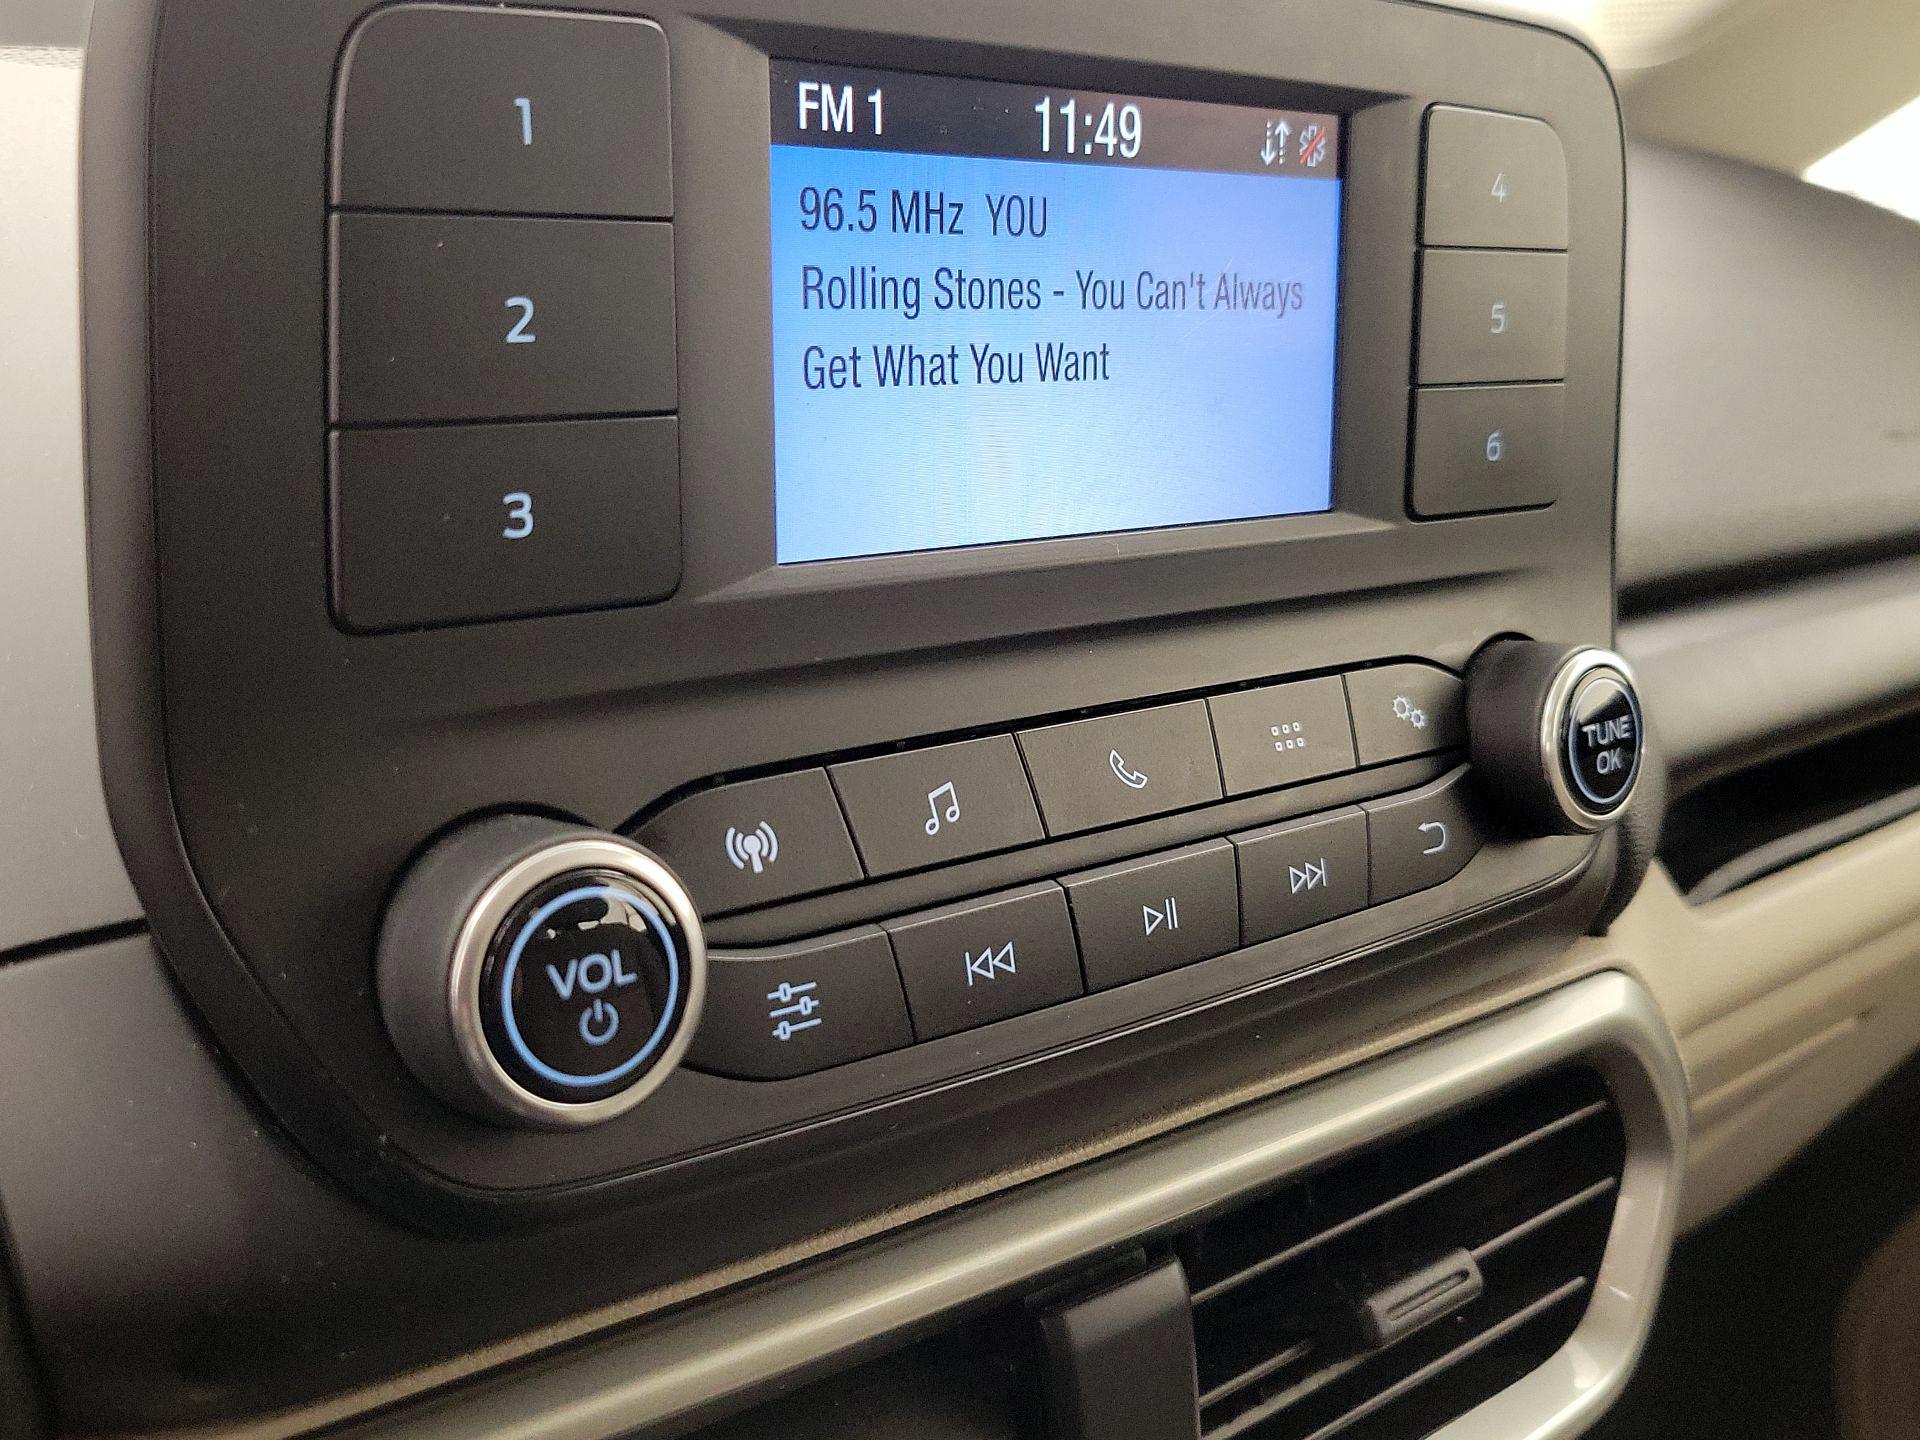 1
2
3
FM 1 11:49
96.5 MHz YOU
Rolling Stones - You Can't Always
Get What You Want
4
5
6
VOL
TUNE
OK